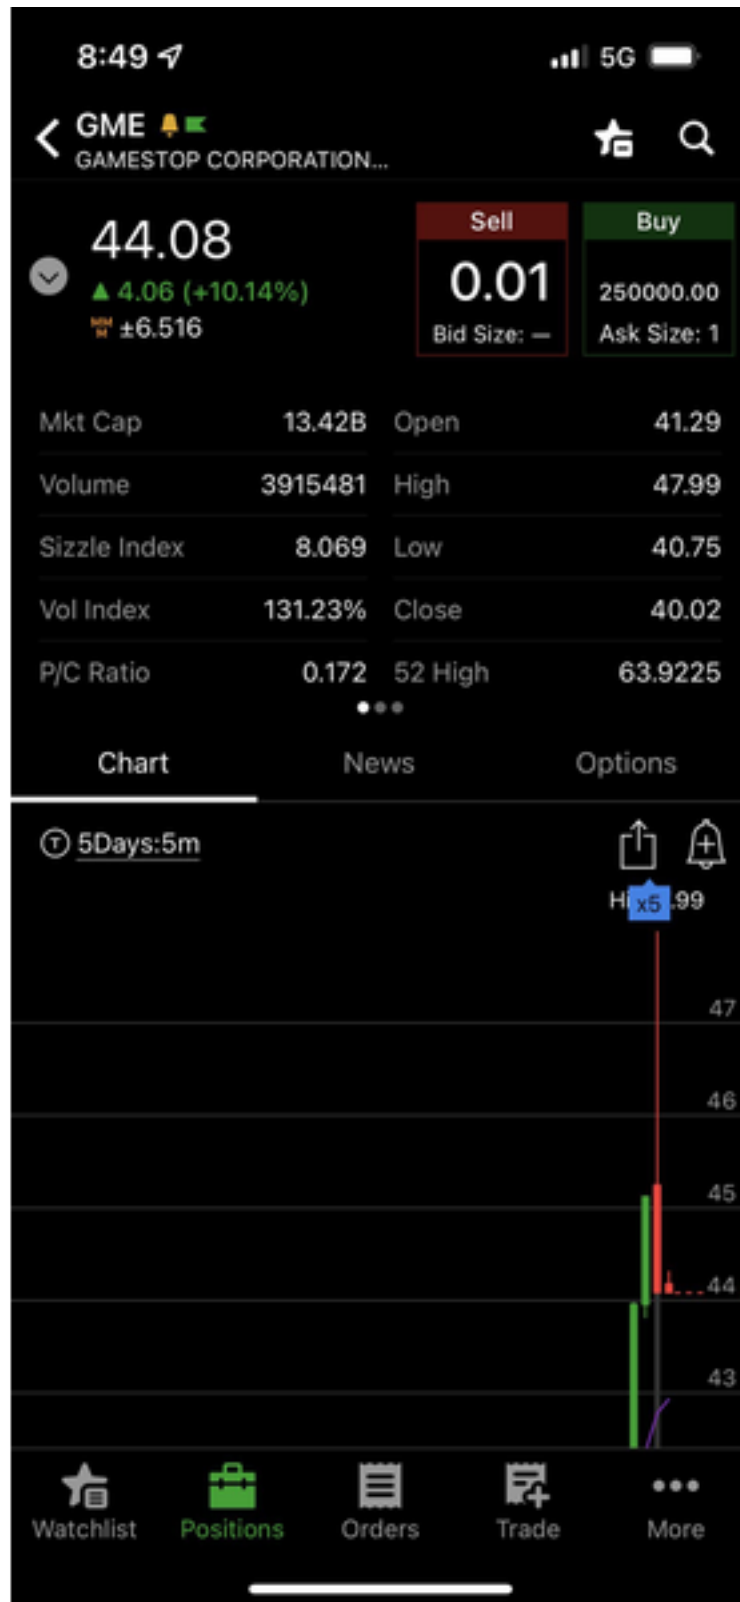 8:49 5G
GME
GAMESTOP CORPORATION...
44.08
4.06 (+10.14%)
MM
M ±6.516
Sell
0.01
Bid Size: —
Buy
250000.00
Ask Size: 1
Mkt Cap 13.42B Open 41.29
Volume 3915481 High 47.99
Sizzle Index 8.069 Low 40.75
Vol Index 131.23% Close 40.02
P/C Ratio 0.172 52 High 63.9225
Chart News Options
T 5Days:5m
Hi x5 .99
47
46
45
44
43
Watchlist Positions Orders Trade More